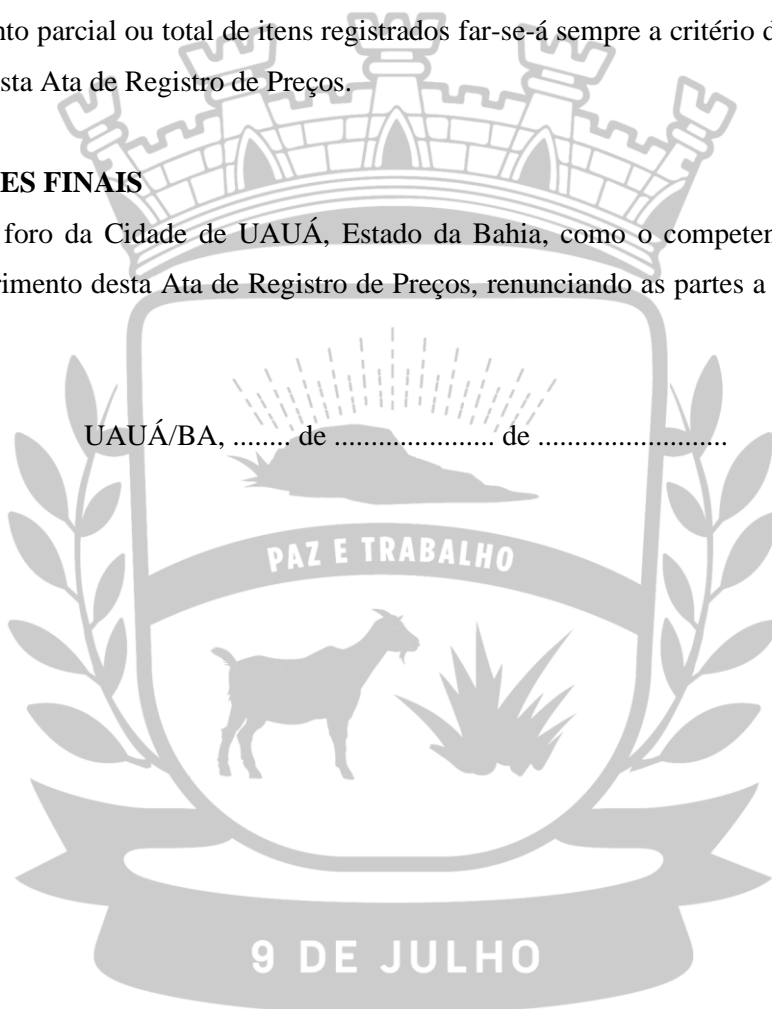 nto parcial ou total de itens registrados far-se-á sempre a critério d
sta Ata de Registro de Preços.
ES FINAIS
foro da Cidade de UAUÁ, Estado da Bahia, como o competen
rimento desta Ata de Registro de Preços, renunciando as partes a
UAUÁ/BA, ........ de ...................... de ..........................
PAZ E TRABALHO
9 DE JULHO